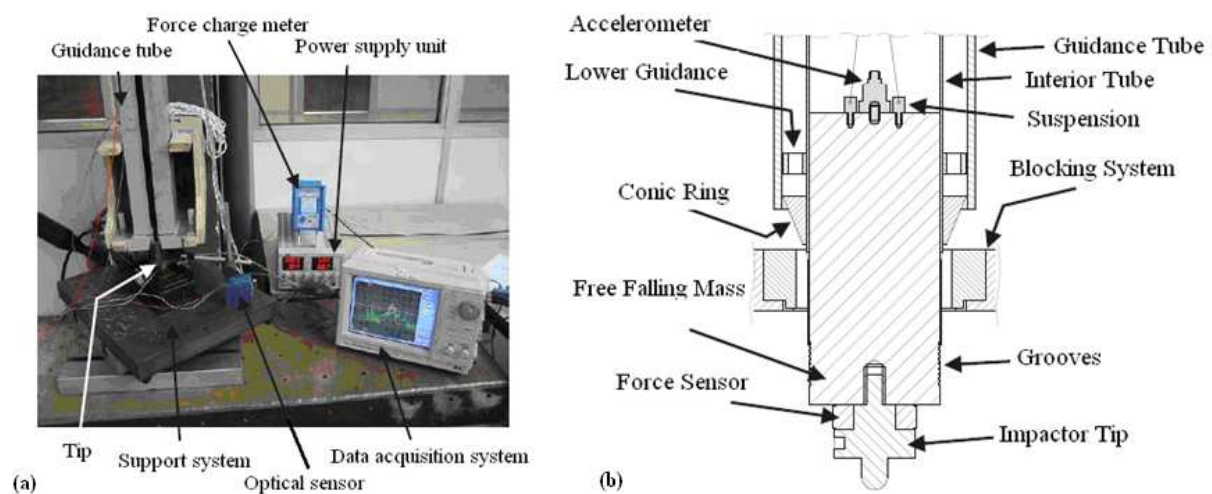 Force charge meter
Guidance tube
Power supply unit
Tip
Support system
Optical sensor
Data acquisition system
(a)
Accelerometer
Lower Guidance
Conic Ring
Free Falling Mass
Force Sensor
Guidance Tube
Interior Tube
Suspension
Blocking System
Grooves
Impactor Tip
(b)